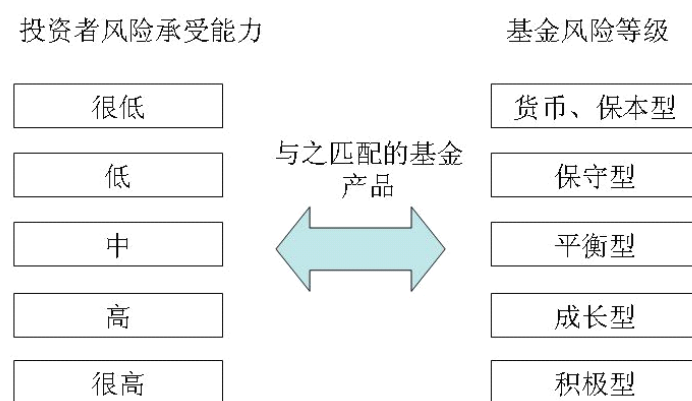 投资者风险承受能力
基金风险等级
很低
货币、保本型
与之匹配的基金
产品
低
保守型
中
平衡型
高
成长型
很高
积极型